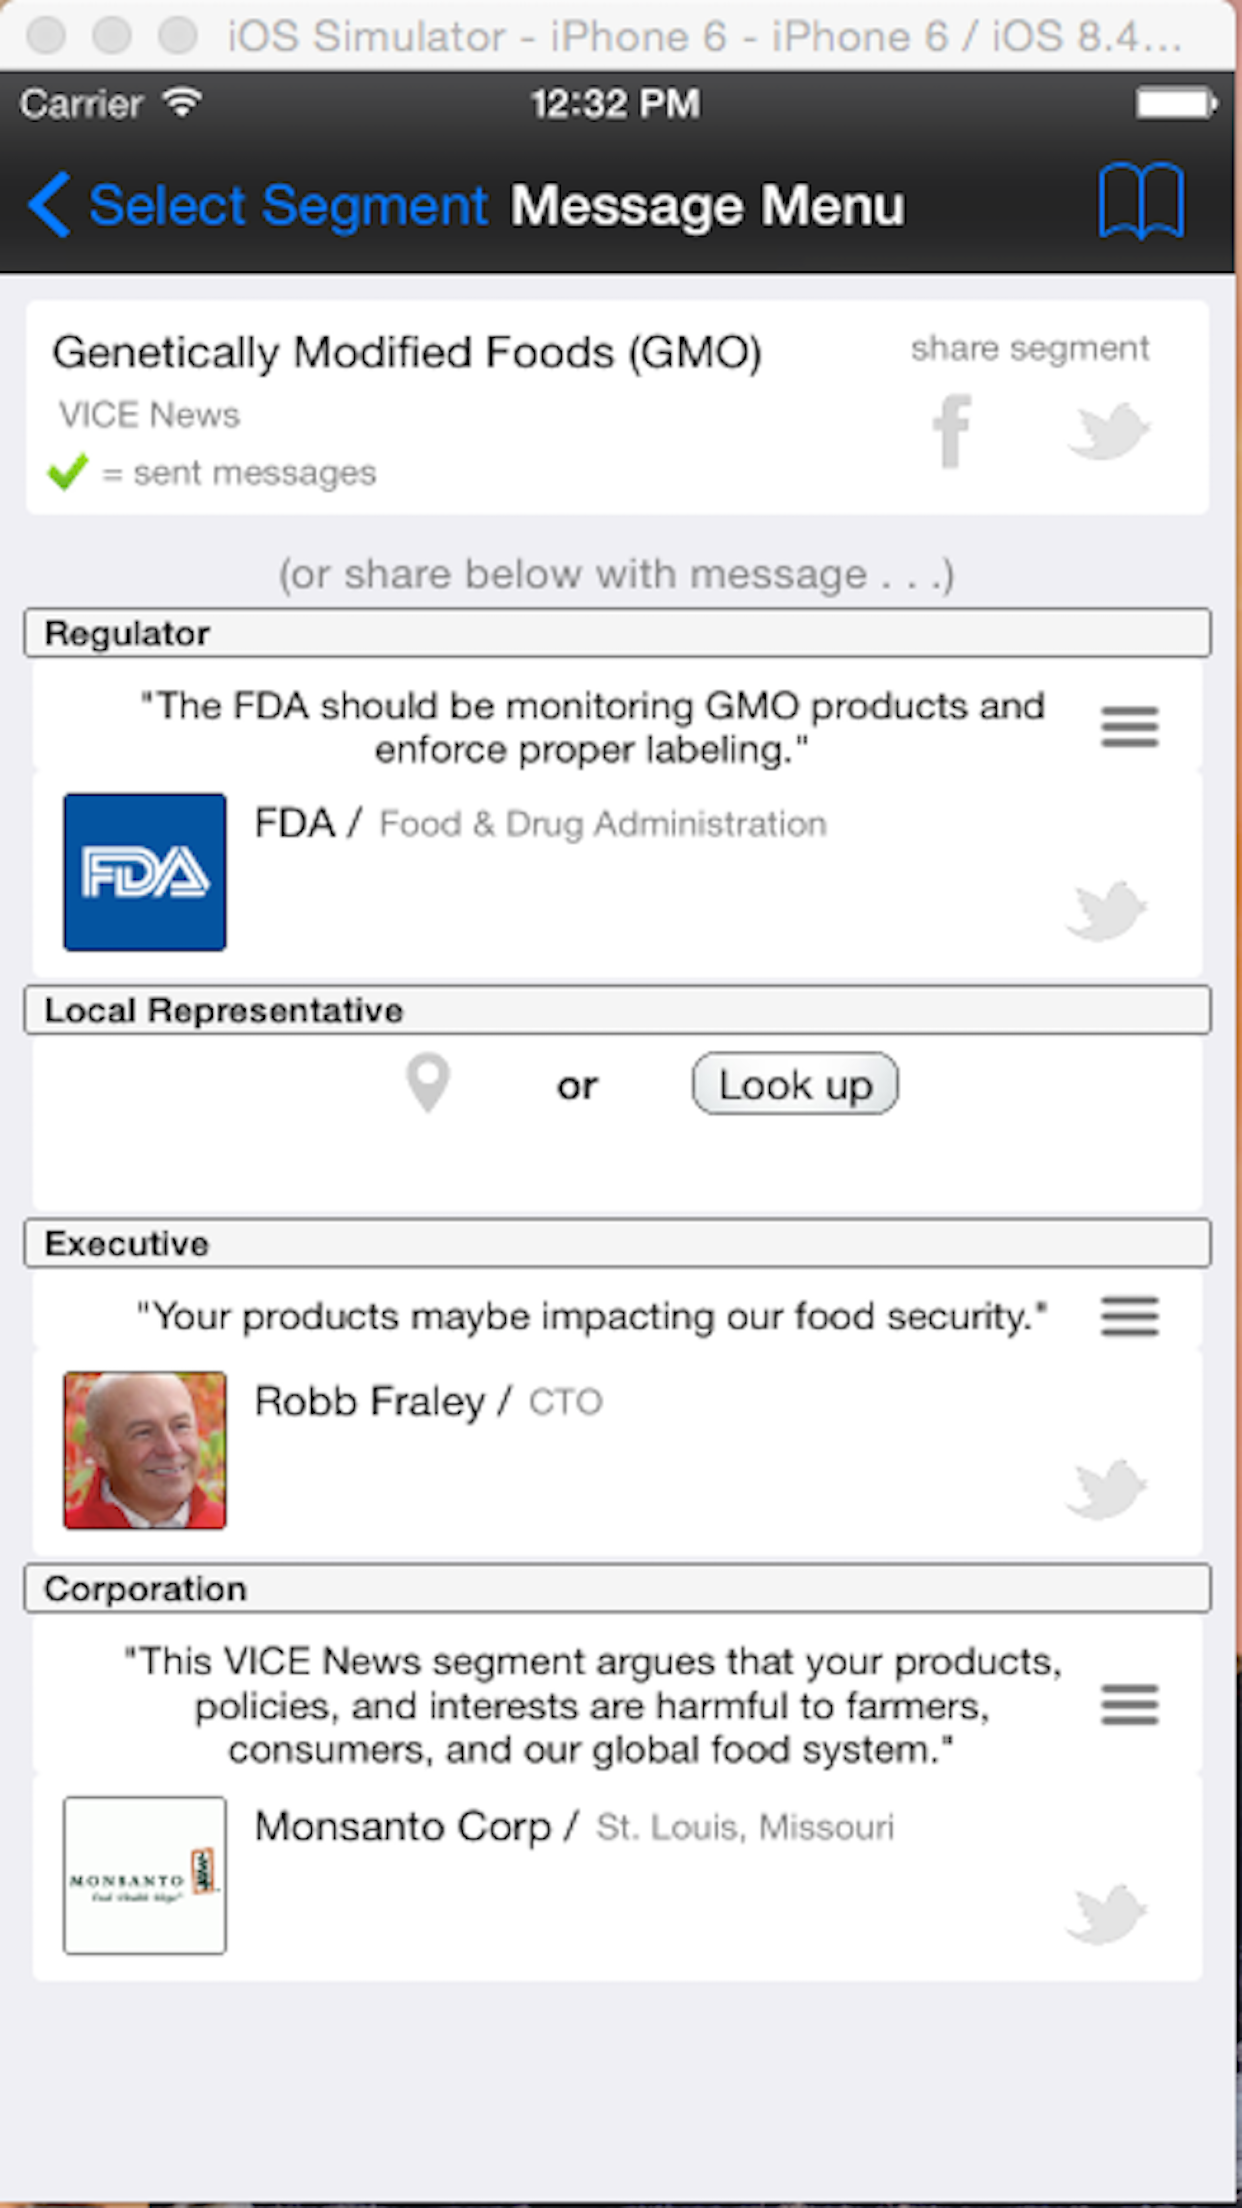 iOS Simulator - iPhone 6 - iPhone 6 / iOS 8.4...
Carrier
12:32 PM
Select Segment
Message Menu
Genetically Modified Foods (GMO)
share segment
VICE News
= sent messages
(or share below with message . . .)
Regulator
"The FDA should be monitoring GMO products and
enforce proper labeling."
FDA
FDA / Food & Drug Administration
Local Representative
or
Look up
Executive
"Your products maybe impacting our food security."
Robb Fraley / CTO
Corporation
"This VICE News segment argues that your products,
policies, and interests are harmful to farmers,
consumers, and our global food system."
Monsanto Corp / St. Louis, Missouri
MONSANTO